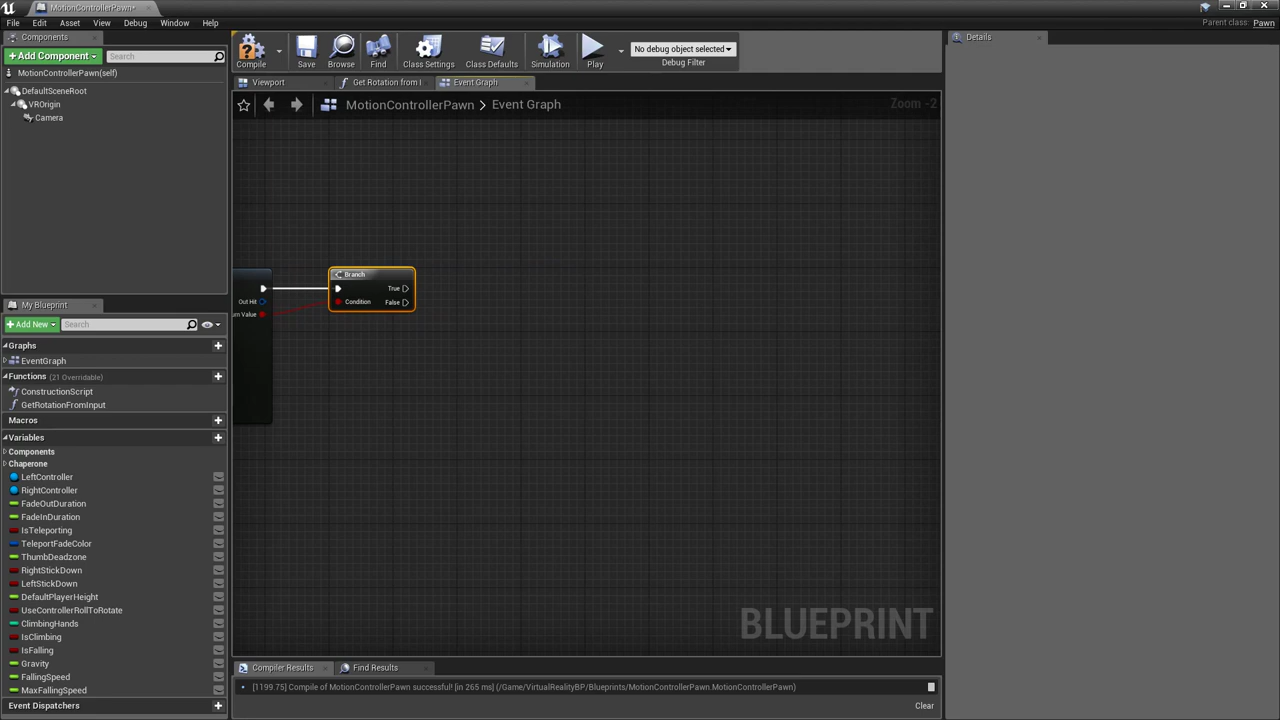 MotionControllerPawn*
File Edit Asset View Debug Window Help
Parent class: Pawn
Components
Add Component
Search
MotionControllerPawn(self)
DefaultSceneRoot
VROrigin
Camera
Compile
Save
Browse
Find
Class Settings
Class Defaults
Simulation
Play
No debug object selected
Debug Filter
Details
Viewport
Get Rotation from I
Event Graph
MotionControllerPawn > Event Graph
Zoom -2
Out Hit
urn Value
Branch
Condition
True
False
BLUEPRINT
My Blueprint
Add New
Search
Graphs
EventGraph
Functions (21 Overridable)
ConstructionScript
GetRotationFromInput
Macros
Variables
Components
Chaperone
LeftController
RightController
FadeOutDuration
FadeInDuration
IsTeleporting
TeleportFadeColor
ThumbDeadzone
RightStickDown
LeftStickDown
DefaultPlayerHeight
UseControllerRollToRotate
ClimbingHands
IsClimbing
IsFalling
Gravity
FallingSpeed
MaxFallingSpeed
Event Dispatchers
Compiler Results
Find Results
[1199.75] Compile of MotionControllerPawn successful! [in 265 ms] (/Game/VirtualRealityBP/Blueprints/MotionControllerPawn.MotionControllerPawn)
Clear